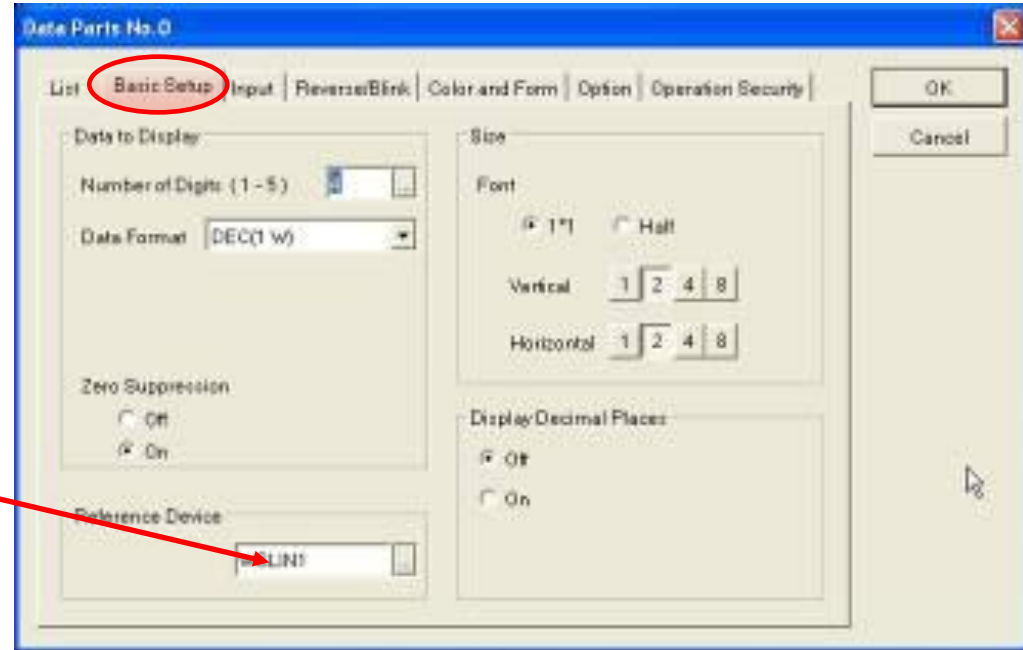 Data Parts No.0
List Basic Setup Input Reverse/Blink Color and Form Option Operation Security
OK
Cancel
Data to Display
Number of Digits (1 - 5)
...
Data Format DEC(1 W)
Zero Suppression
Off
On
Reference Device
LIN1 ...
Size
Font
1*1 Half
Vertical 1 2 4 8
Horizontal 1 2 4 8
Display Decimal Places
Off
On